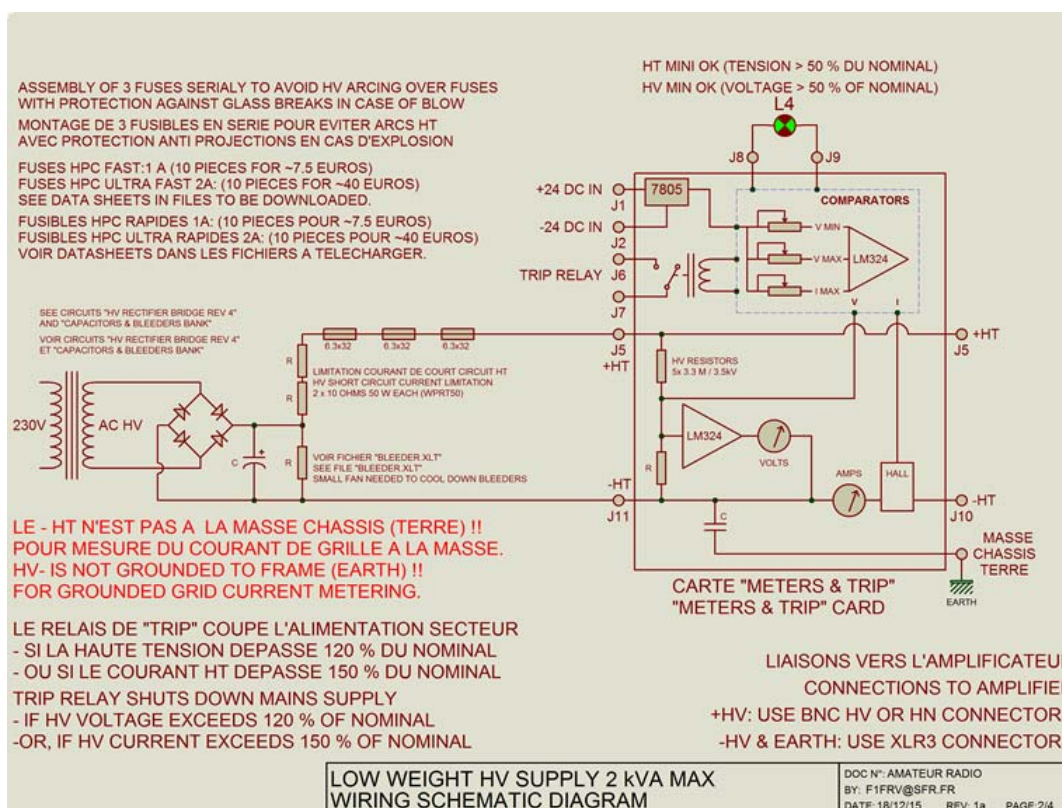 ASSEMBLY OF 3 FUSES SERIALY TO AVOID HV ARCING OVER FUSES
WITH PROTECTION AGAINST GLASS BREAKS IN CASE OF BLOW
MONTAGE DE 3 FUSIBLES EN SERIE POUR EVITER ARCS HT
AVEC PROTECTION ANTI PROJECTIONS EN CAS D'EXPLOSION
FUSES HPC FAST:1 A (10 PIECES FOR ~7.5 EUROS)
FUSES HPC ULTRA FAST 2A: (10 PIECES FOR ~40 EUROS)
SEE DATA SHEETS IN FILES TO BE DOWNLOADED.
FUSIBLES HPC RAPIDES 1A: (10 PIECES POUR ~7.5 EUROS)
FUSIBLES HPC ULTRA RAPIDES 2A: (10 PIECES POUR ~40 EUROS)
VOIR DATASHEETS DANS LES FICHIERS A TELECHARGER.
HT MINI OK (TENSION > 50 % DU NOMINAL)
HV MIN OK (VOLTAGE > 50 % OF NOMINAL)
L4
J8
J9
+24 DC IN
J1
7805
-24 DC IN
J2
TRIP RELAY
J6
J7
COMPARATORS
V MIN
V MAX
I MAX
LM324
V
I
SEE CIRCUITS "HV RECTIFIER BRIDGE REV 4"
AND "CAPACITORS & BLEEDERS BANK"
VOIR CIRCUITS "HV RECTIFIER BRIDGE REV 4"
ET "CAPACITORS & BLEEDERS BANK"
6.3x32
6.3x32
6.3x32
J5
+HT
J5
+HT
R
R
LIMITATION COURANT DE COURT CIRCUIT HT
HV SHORT CIRCUIT CURRENT LIMITATION
2 x 10 OHMS 50 W EACH (WPRT50)
HV RESISTORS
5x 3.3 M / 3.5kV
230V
AC HV
C
+
R
VOIR FICHIER "BLEEDER.XLT"
SEE FILE "BLEEDER.XLT"
SMALL FAN NEEDED TO COOL DOWN BLEEDERS
LM324
R
VOLTS
AMPS
HALL
-HT
J11
-HT
J10
C
MASSE
CHASSIS
TERRE
EARTH
LE - HT N'EST PAS A LA MASSE CHASSIS (TERRE) !!
POUR MESURE DU COURANT DE GRILLE A LA MASSE.
HV- IS NOT GROUNDED TO FRAME (EARTH) !!
FOR GROUNDED GRID CURRENT METERING.
CARTE "METERS & TRIP"
"METERS & TRIP" CARD
LE RELAIS DE "TRIP" COUPE L'ALIMENTATION SECTEUR
- SI LA HAUTE TENSION DEPASSE 120 % DU NOMINAL
- OU SI LE COURANT HT DEPASSE 150 % DU NOMINAL
TRIP RELAY SHUTS DOWN MAINS SUPPLY
- IF HV VOLTAGE EXCEEDS 120 % OF NOMINAL
-OR, IF HV CURRENT EXCEEDS 150 % OF NOMINAL
LIAISONS VERS L'AMPLIFICATEU
CONNECTIONS TO AMPLIFIE
+HV: USE BNC HV OR HN CONNECTOR
-HV & EARTH: USE XLR3 CONNECTOR
LOW WEIGHT HV SUPPLY 2 kVA MAX
WIRING SCHEMATIC DIAGRAM
DOC N°: AMATEUR RADIO
BY: F1FRV@SFR.FR
DATE: 18/12/15 REV: 1a PAGE:2/4